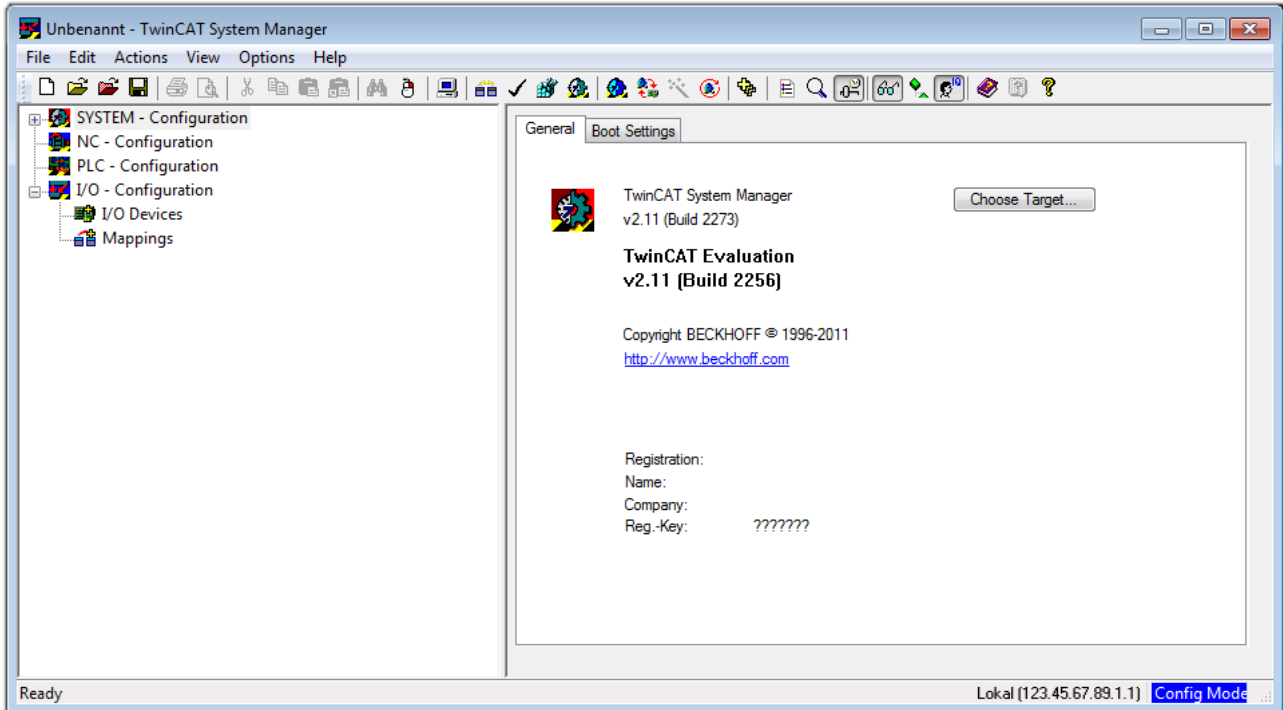 Unbenannt - TwinCAT System Manager
File Edit Actions View Options Help
SYSTEM - Configuration
NC - Configuration
PLC - Configuration
I/O - Configuration
I/O Devices
Mappings
General Boot Settings
TwinCAT System Manager
v2.11 (Build 2273)
Choose Target...
TwinCAT Evaluation
v2.11 (Build 2256)
Copyright BECKHOFF © 1996-2011
http://www.beckhoff.com
Registration:
Name:
Company:
Reg.-Key: ???????
Ready
Lokal (123.45.67.89.1.1) Config Mode